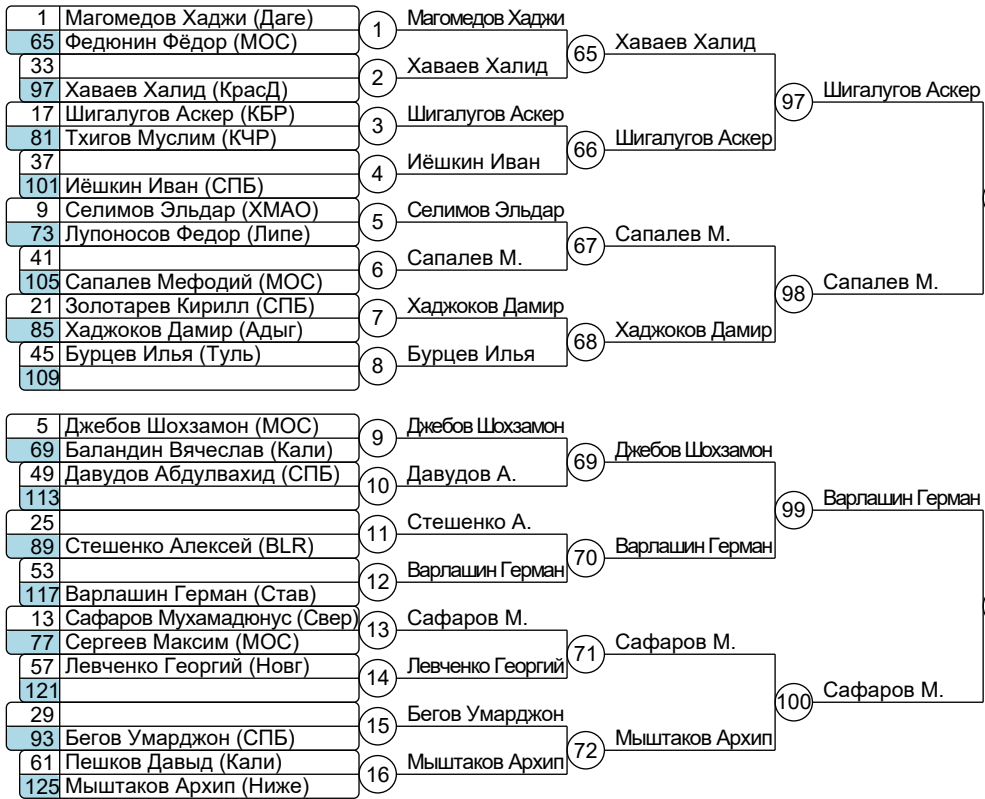 1 Магомедов Хаджи (Даге)
65 Федюнин Фёдор (МОС)
33
97 Хаваев Халид (КрасД)
17 Шигалугов Аскер (КБР)
81 Тхигов Муслим (КЧР)
37
101 Иёшкин Иван (СПБ)
9 Селимов Эльдар (ХМАО)
73 Лупоносов Федор (Липе)
41
105 Сапалев Мефодий (МОС)
21 Золотарев Кирилл (СПБ)
85 Хаджоков Дамир (Адыг)
45 Бурцев Илья (Туль)
109
1 Магомедов Хаджи
2 Хаваев Халид
3 Шигалугов Аскер
4 Иёшкин Иван
5 Селимов Эльдар
6 Сапалев М.
7 Хаджоков Дамир
8 Бурцев Илья
65 Хаваев Халид
66 Шигалугов Аскер
67 Сапалев М.
68 Хаджоков Дамир
97 Шигалугов Аскер
98 Сапалев М.
5 Джебов Шохзамон (МОС)
69 Баландин Вячеслав (Кали)
49 Давудов Абдулвахид (СПБ)
113
25
89 Стешенко Алексей (BLR)
53
117 Варлашин Герман (Став)
13 Сафаров Мухамадюнус (Свер)
77 Сергеев Максим (МОС)
57 Левченко Георгий (Новг)
121
29
93 Бегов Умарджон (СПБ)
61 Пешков Давыд (Кали)
125 Мыштаков Архип (Ниже)
9 Джебов Шохзамон
10 Давудов А.
11 Стешенко А.
12 Варлашин Герман
13 Сафаров М.
14 Левченко Георгий
15 Бегов Умарджон
16 Мыштаков Архип
69 Джебов Шохзамон
70 Варлашин Герман
71 Сафаров М.
72 Мыштаков Архип
99 Варлашин Герман
100 Сафаров М.